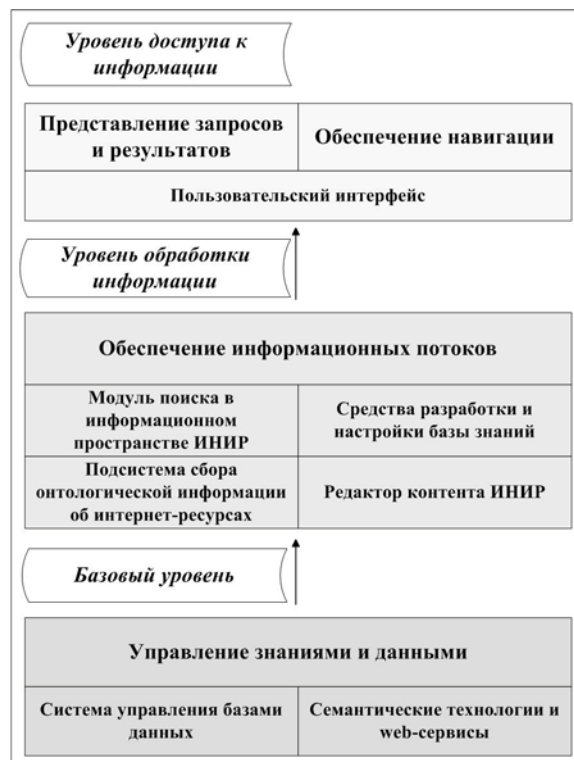 Уровень доступа к
информации
Представление запросов
и результатов
Обеспечение навигации
Пользовательский интерфейс
Уровень обработки
информации
Обеспечение информационных потоков
Модуль поиска в
информационном
пространстве ИНИР
Средства разработки и
настройки базы знаний
Подсистема сбора
онтологической информации
об интернет-ресурсах
Редактор контента ИНИР
Базовый уровень
Управление знаниями и данными
Система управления базами
данных
Семантические технологии и
web-сервисы